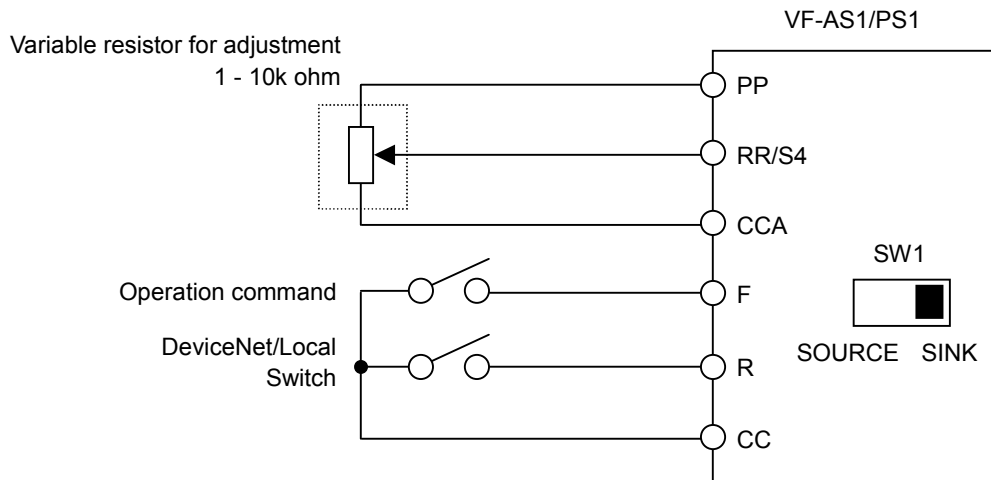 VF-AS1/PS1
Variable resistor for adjustment
1 - 10k ohm
PP
RR/S4
CCA
SW1
Operation command
F
DeviceNet/Local
Switch
R
SOURCE SINK
CC